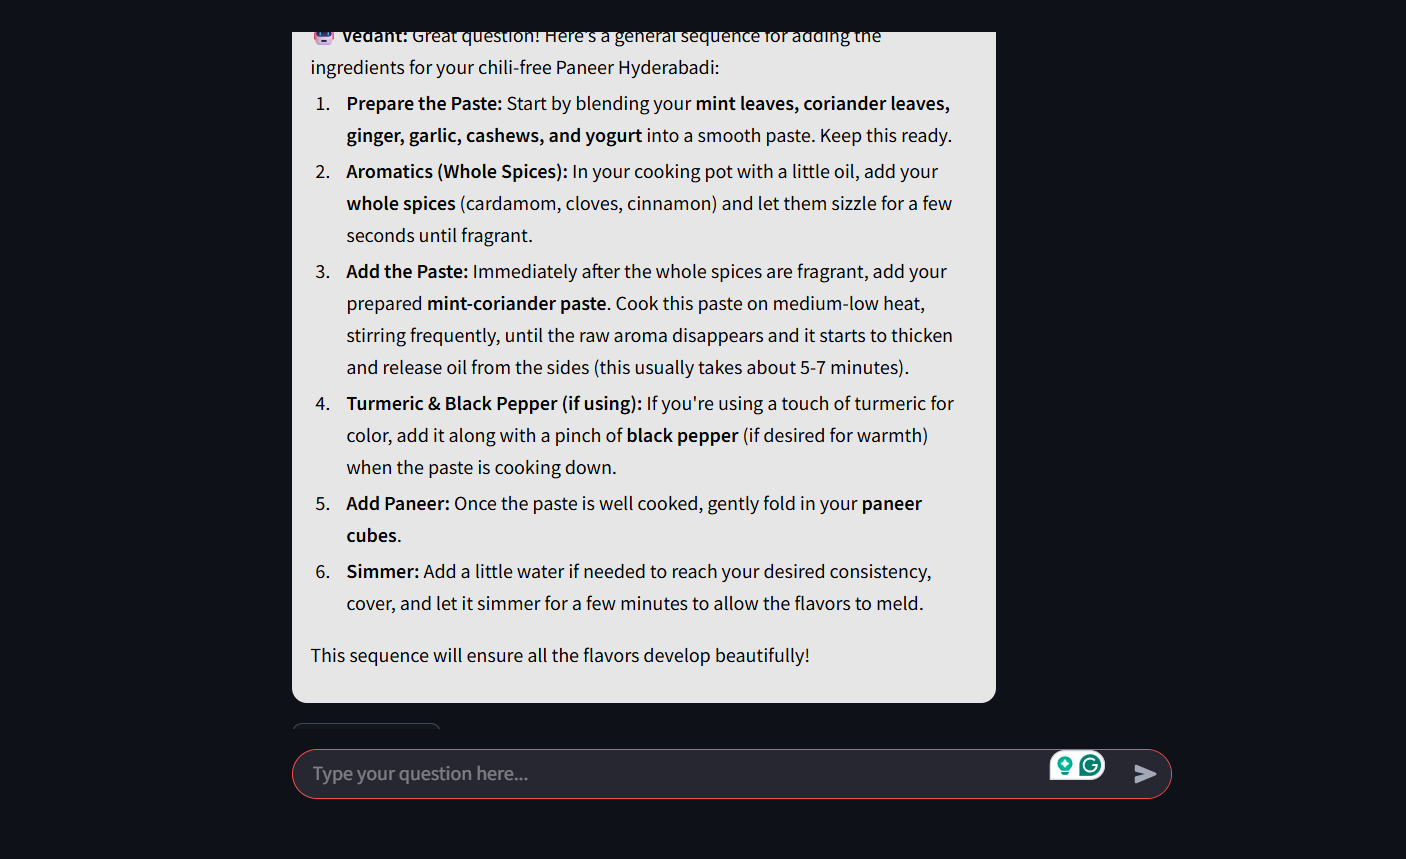 Vedant: Great question! Here's a general sequence for adding the
ingredients for your chili-free Paneer Hyderabadi:
1. Prepare the Paste: Start by blending your mint leaves, coriander leaves,
ginger, garlic, cashews, and yogurt into a smooth paste. Keep this ready.
2. Aromatics (Whole Spices): In your cooking pot with a little oil, add your
whole spices (cardamom, cloves, cinnamon) and let them sizzle for a few
seconds until fragrant.
3. Add the Paste: Immediately after the whole spices are fragrant, add your
prepared mint-coriander paste. Cook this paste on medium-low heat,
stirring frequently, until the raw aroma disappears and it starts to thicken
and release oil from the sides (this usually takes about 5-7 minutes).
4. Turmeric & Black Pepper (if using): If you're using a touch of turmeric for
color, add it along with a pinch of black pepper (if desired for warmth)
when the paste is cooking down.
5. Add Paneer: Once the paste is well cooked, gently fold in your paneer
cubes.
6. Simmer: Add a little water if needed to reach your desired consistency,
cover, and let it simmer for a few minutes to allow the flavors to meld.
This sequence will ensure all the flavors develop beautifully!
Type your question here...